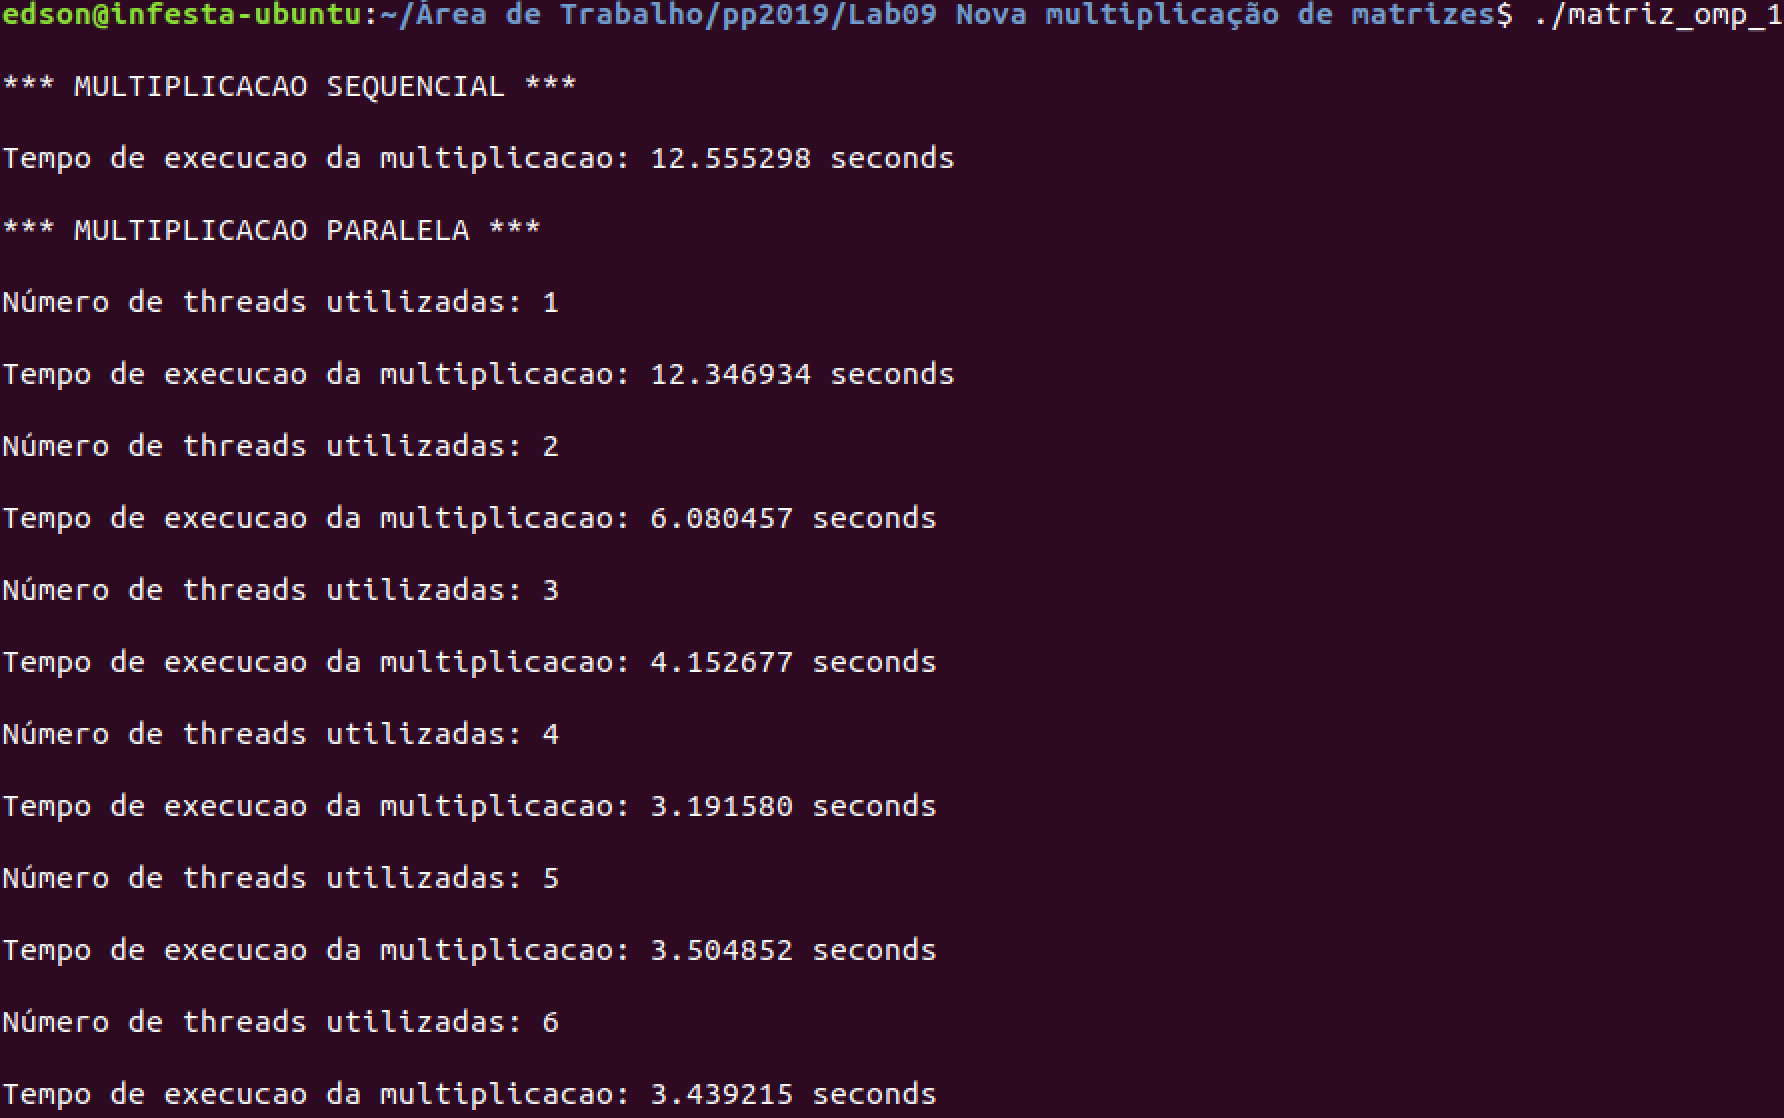 edson@infesta-ubuntu:~/Área de Trabalho/pp2019/Lab09 Nova multiplicação de matrizes$ ./matriz_omp_1
*** MULTIPLICACAO SEQUENCIAL ***
Tempo de execucao da multiplicacao: 12.555298 seconds
*** MULTIPLICACAO PARALELA ***
Número de threads utilizadas: 1
Tempo de execucao da multiplicacao: 12.346934 seconds
Número de threads utilizadas: 2
Tempo de execucao da multiplicacao: 6.080457 seconds
Número de threads utilizadas: 3
Tempo de execucao da multiplicacao: 4.152677 seconds
Número de threads utilizadas: 4
Tempo de execucao da multiplicacao: 3.191580 seconds
Número de threads utilizadas: 5
Tempo de execucao da multiplicacao: 3.504852 seconds
Número de threads utilizadas: 6
Tempo de execucao da multiplicacao: 3.439215 seconds